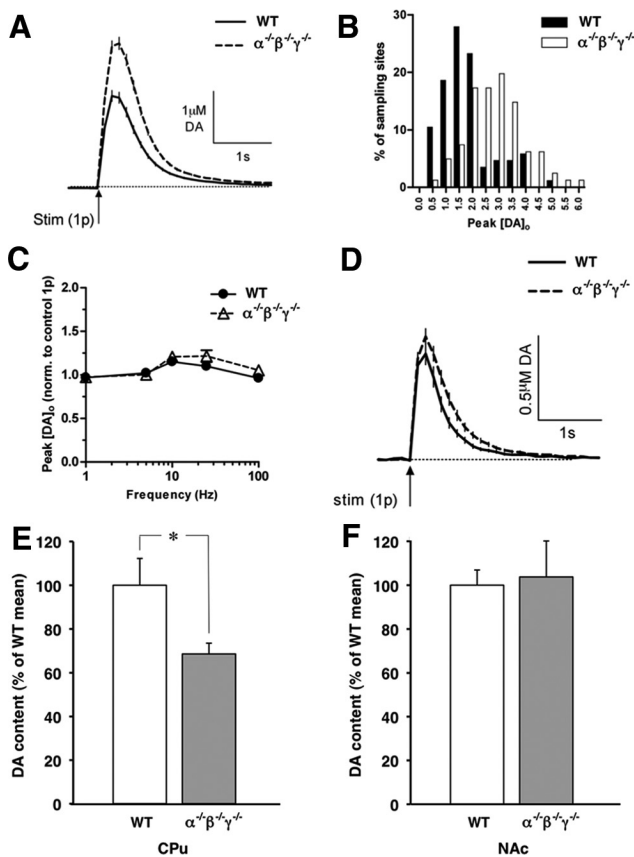 A
WT
α⁻/⁻β⁻/⁻γ⁻/⁻
1μM
DA
1s
Stim (1p)
B
WT
α⁻/⁻β⁻/⁻γ⁻/⁻
% of sampling sites
30
20
10
0
0.0 0.5 1.0 1.5 2.0 2.5 3.0 3.5 4.0 4.5 5.0 5.5 6.0
Peak [DA]ₒ
C
WT
α⁻/⁻β⁻/⁻γ⁻/⁻
Peak [DA]ₒ (norm. to control 1p)
2.0
1.5
1.25
1.0
0.5
0.0
1 10 100
Frequency (Hz)
D
WT
α⁻/⁻β⁻/⁻γ⁻/⁻
0.5μM DA
1s
stim (1p)
E
DA content (% of WT mean)
120
100
80
60
40
20
0
*
WT α⁻/⁻β⁻/⁻γ⁻/⁻
CPu
F
DA content (% of WT mean)
120
100
80
60
40
20
0
WT α⁻/⁻β⁻/⁻γ⁻/⁻
NAc